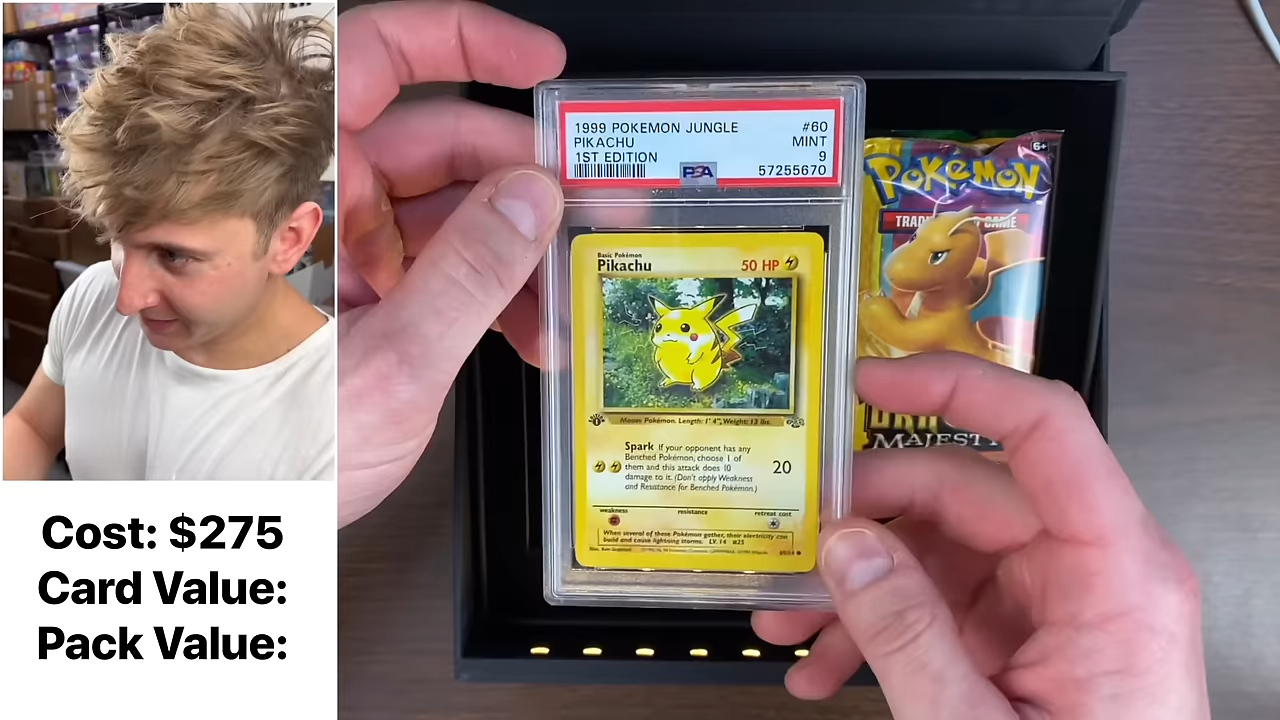 1999 POKEMON JUNGLE #60
PIKACHU MINT
1ST EDITION 9
PSA 57255670
Basic Pokémon
Pikachu 50 HP
Mouse Pokémon. Length: 1' 4", Weight: 13 lbs.
Spark If your opponent has any
Benched Pokémon, choose 1 of
them and this attack does 10
damage to it. (Don't apply Weakness
and Resistance for Benched Pokémon.)
20
weakness resistance retreat cost
When several of these Pokémon gather, their electricity can
build and cause lightning storms. LV. 14 #25
6+
POKéMON
TRAD GAME
MAJEST
Cost: $275
Card Value:
Pack Value: